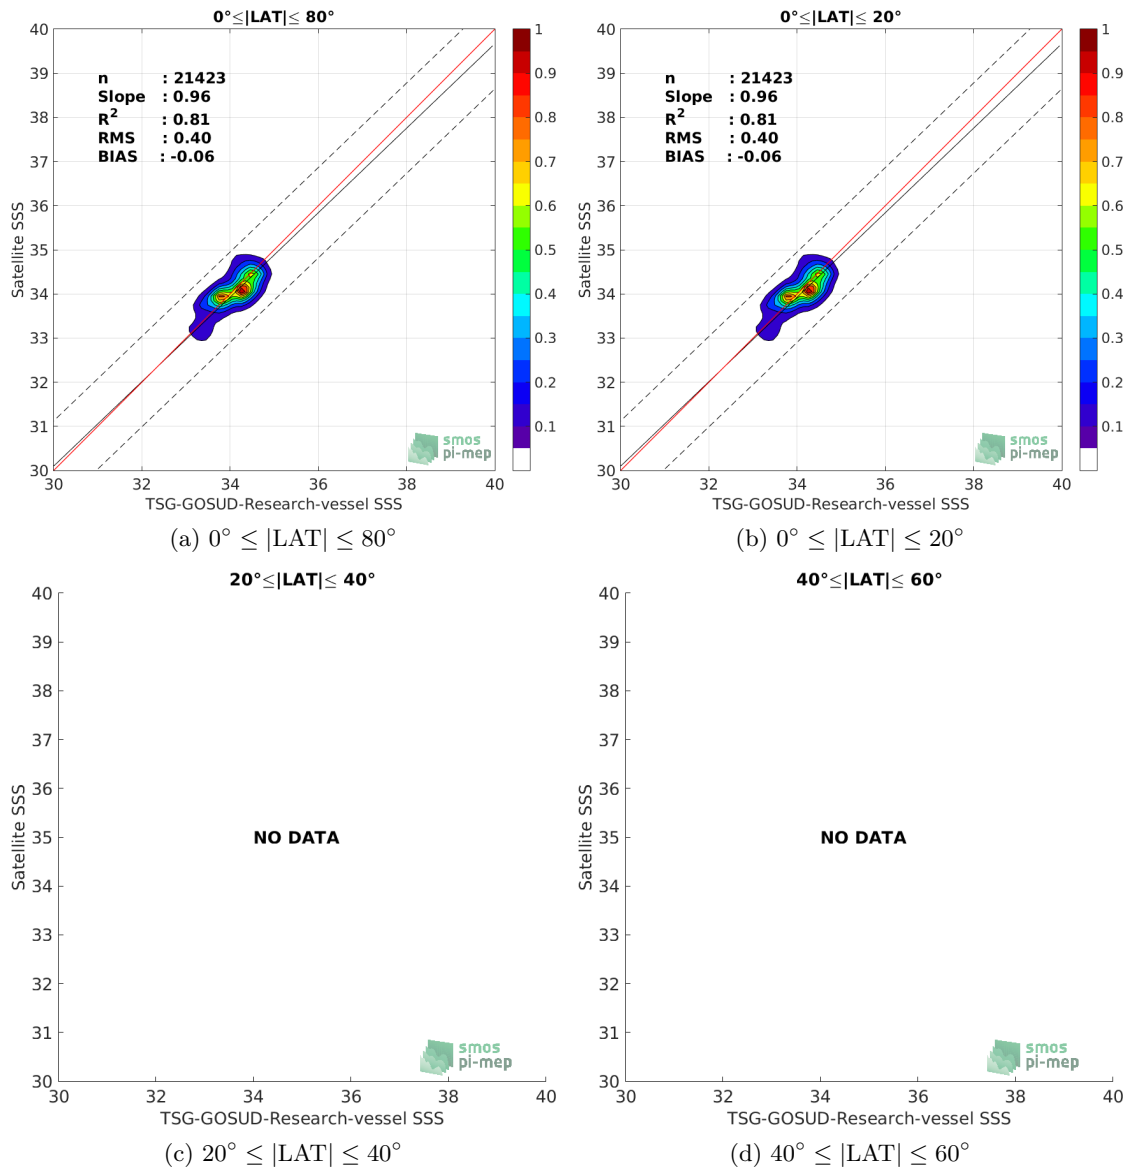 0°≤|LAT|≤ 80°
40
39
38
37
36
35
34
33
32
31
30
Satellite SSS
n : 21423
Slope : 0.96
R² : 0.81
RMS : 0.40
BIAS : -0.06
smos
pi-mep
30 32 34 36 38 40
TSG-GOSUD-Research-vessel SSS
1
0.9
0.8
0.7
0.6
0.5
0.4
0.3
0.2
0.1
(a) 0° ≤ |LAT| ≤ 80°
0°≤|LAT|≤ 20°
40
39
38
37
36
35
34
33
32
31
30
Satellite SSS
n : 21423
Slope : 0.96
R² : 0.81
RMS : 0.40
BIAS : -0.06
smos
pi-mep
30 32 34 36 38 40
TSG-GOSUD-Research-vessel SSS
1
0.9
0.8
0.7
0.6
0.5
0.4
0.3
0.2
0.1
(b) 0° ≤ |LAT| ≤ 20°
20°≤|LAT|≤ 40°
40
39
38
37
36
35
34
33
32
31
30
Satellite SSS
NO DATA
smos
pi-mep
30 32 34 36 38 40
TSG-GOSUD-Research-vessel SSS
(c) 20° ≤ |LAT| ≤ 40°
40°≤|LAT|≤ 60°
40
39
38
37
36
35
34
33
32
31
30
Satellite SSS
NO DATA
smos
pi-mep
30 32 34 36 38 40
TSG-GOSUD-Research-vessel SSS
(d) 40° ≤ |LAT| ≤ 60°